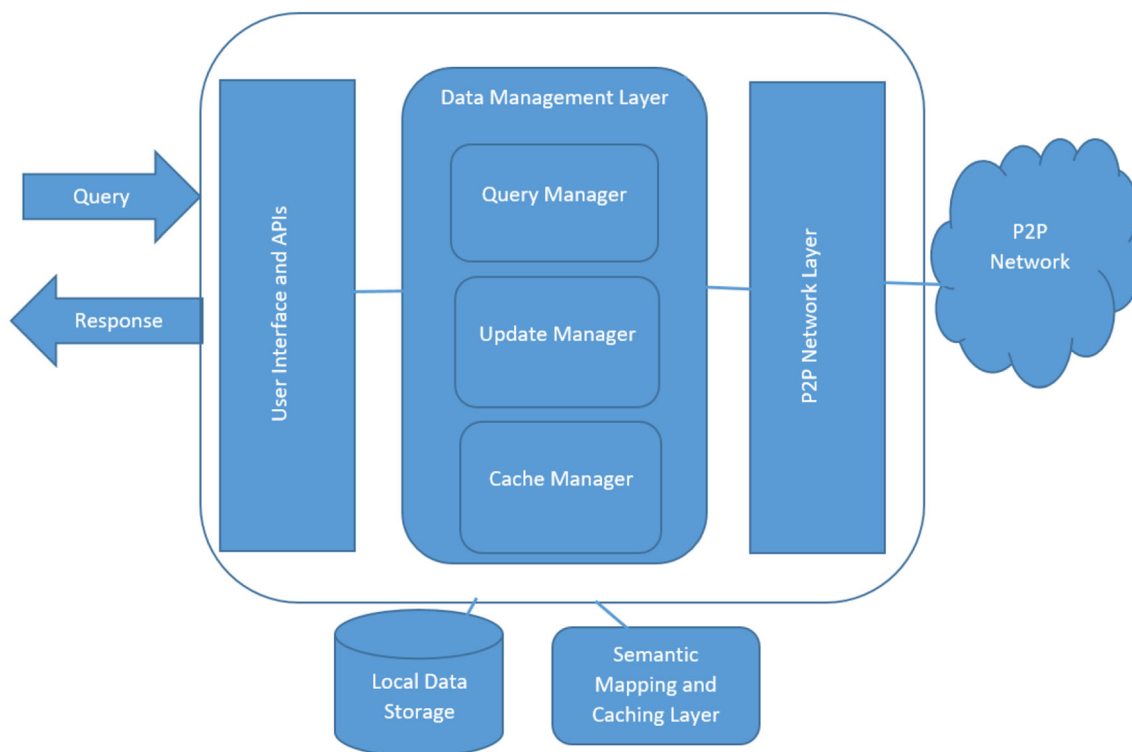 Query
Response
User Interface and APIs
Data Management Layer
Query Manager
Update Manager
Cache Manager
P2P Network Layer
P2P
Network
Local Data
Storage
Semantic
Mapping and
Caching Layer